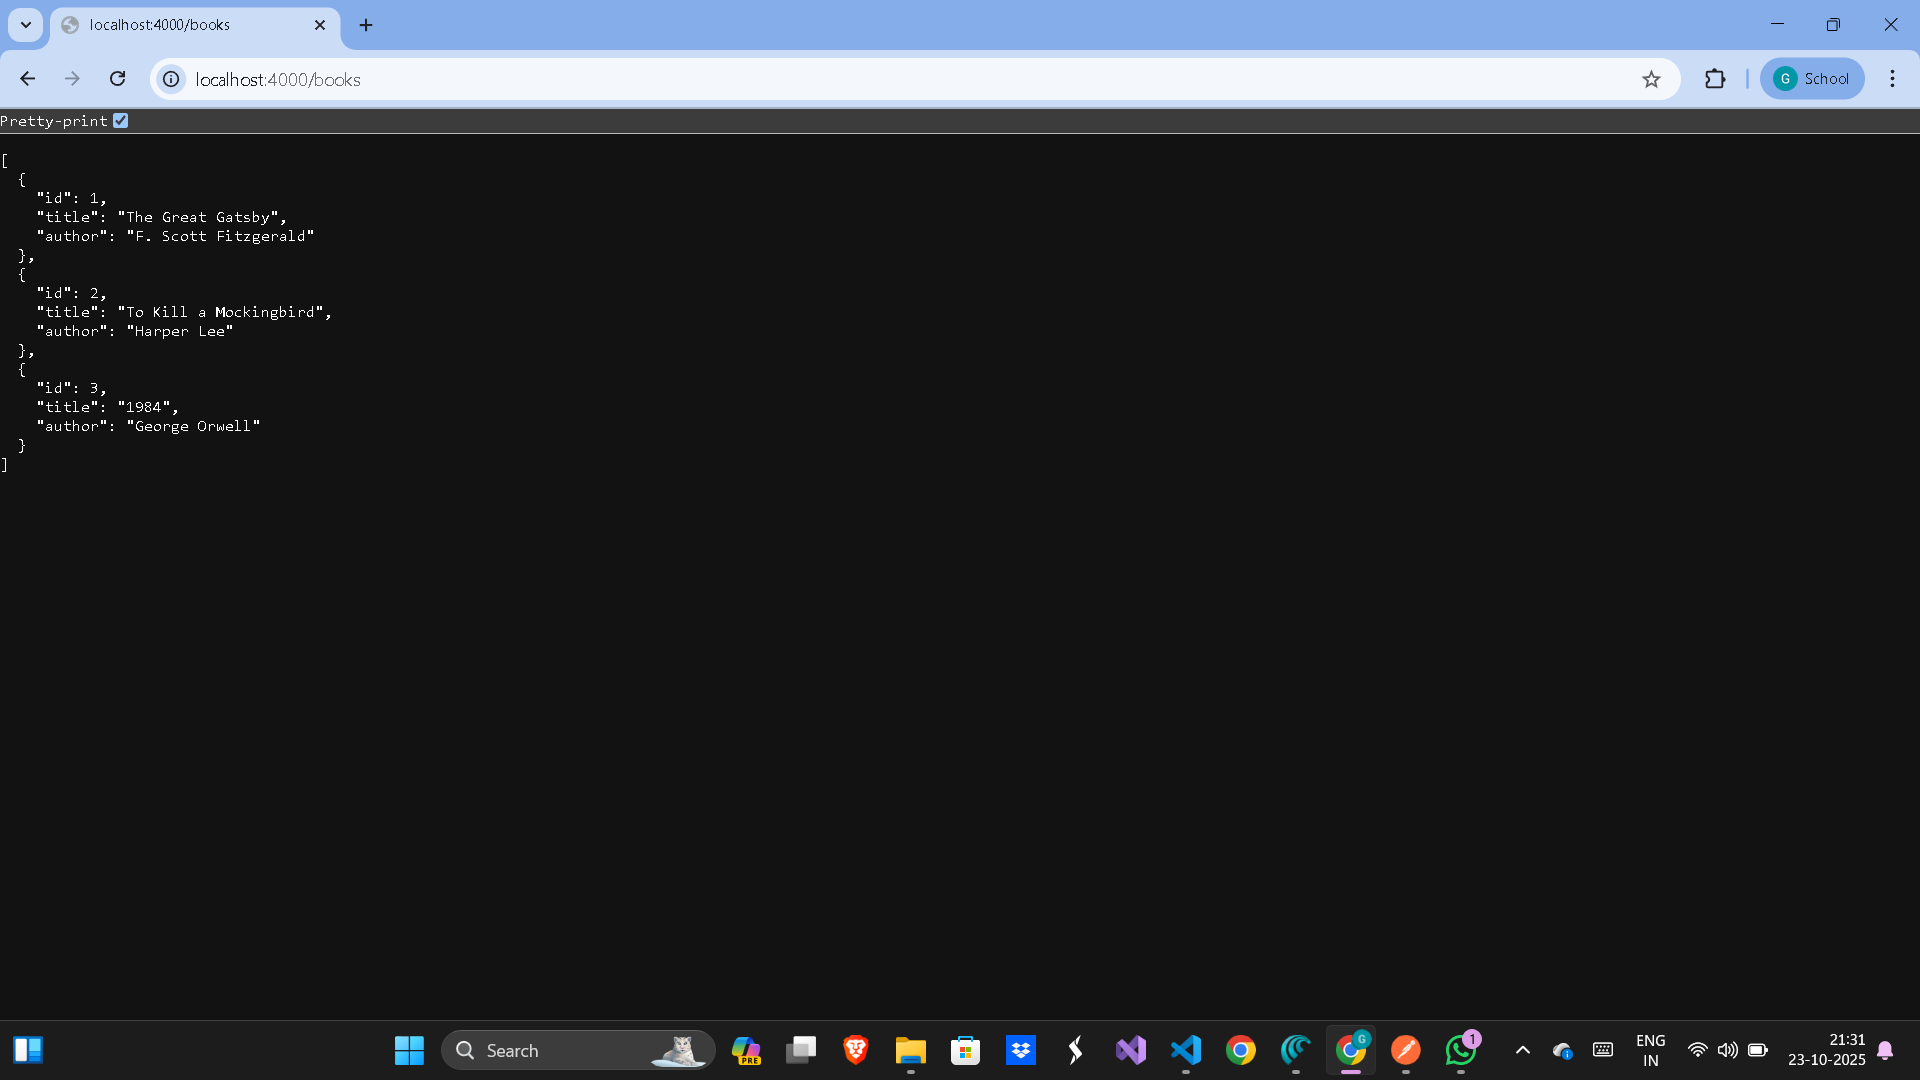 localhost:4000/books
localhost:4000/books
G School
Pretty-print
[
  {
    "id": 1,
    "title": "The Great Gatsby",
    "author": "F. Scott Fitzgerald"
  },
  {
    "id": 2,
    "title": "To Kill a Mockingbird",
    "author": "Harper Lee"
  },
  {
    "id": 3,
    "title": "1984",
    "author": "George Orwell"
  }
]
Search
PRE
G
1
ENG
IN
21:31
23-10-2025